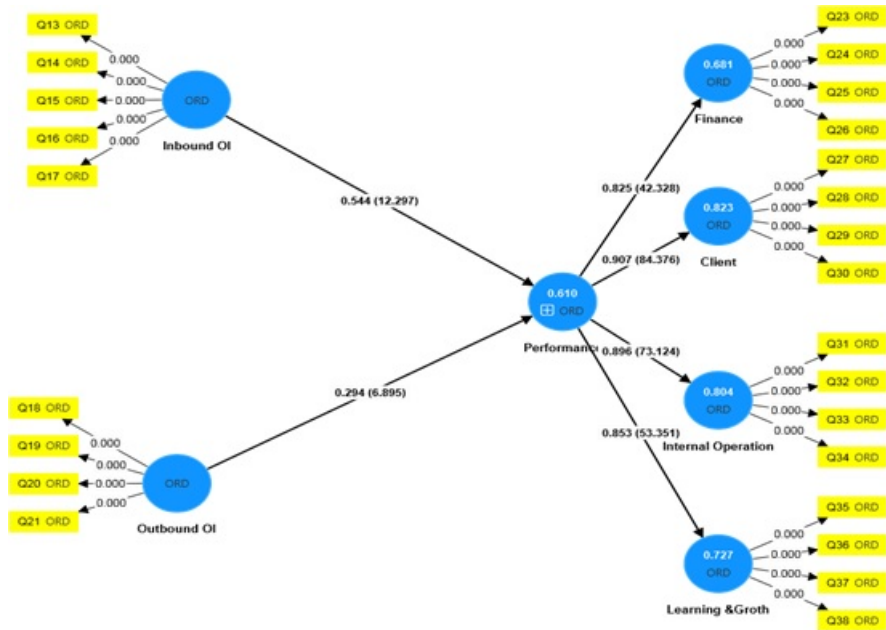 Q13 ORD
Q14 ORD
Q15 ORD
Q16 ORD
Q17 ORD
0.000
0.000
0.000
0.000
0.000
ORD
Inbound OI
0.544 (12.297)
Q18 ORD
Q19 ORD
Q20 ORD
Q21 ORD
0.000
0.000
0.000
0.000
ORD
Outbound OI
0.294 (6.895)
0.610
ORD
Performance
0.825 (42.328)
0.907 (84.376)
0.896 (73.124)
0.853 (53.351)
0.681
ORD
Finance
0.000
0.000
0.000
0.000
Q23 ORD
Q24 ORD
Q25 ORD
Q26 ORD
0.823
ORD
Client
0.000
0.000
0.000
0.000
Q27 ORD
Q28 ORD
Q29 ORD
Q30 ORD
0.804
ORD
Internal Operation
0.000
0.000
0.000
0.000
Q31 ORD
Q32 ORD
Q33 ORD
Q34 ORD
0.727
ORD
Learning &Groth
0.000
0.000
0.000
0.000
Q35 ORD
Q36 ORD
Q37 ORD
Q38 ORD